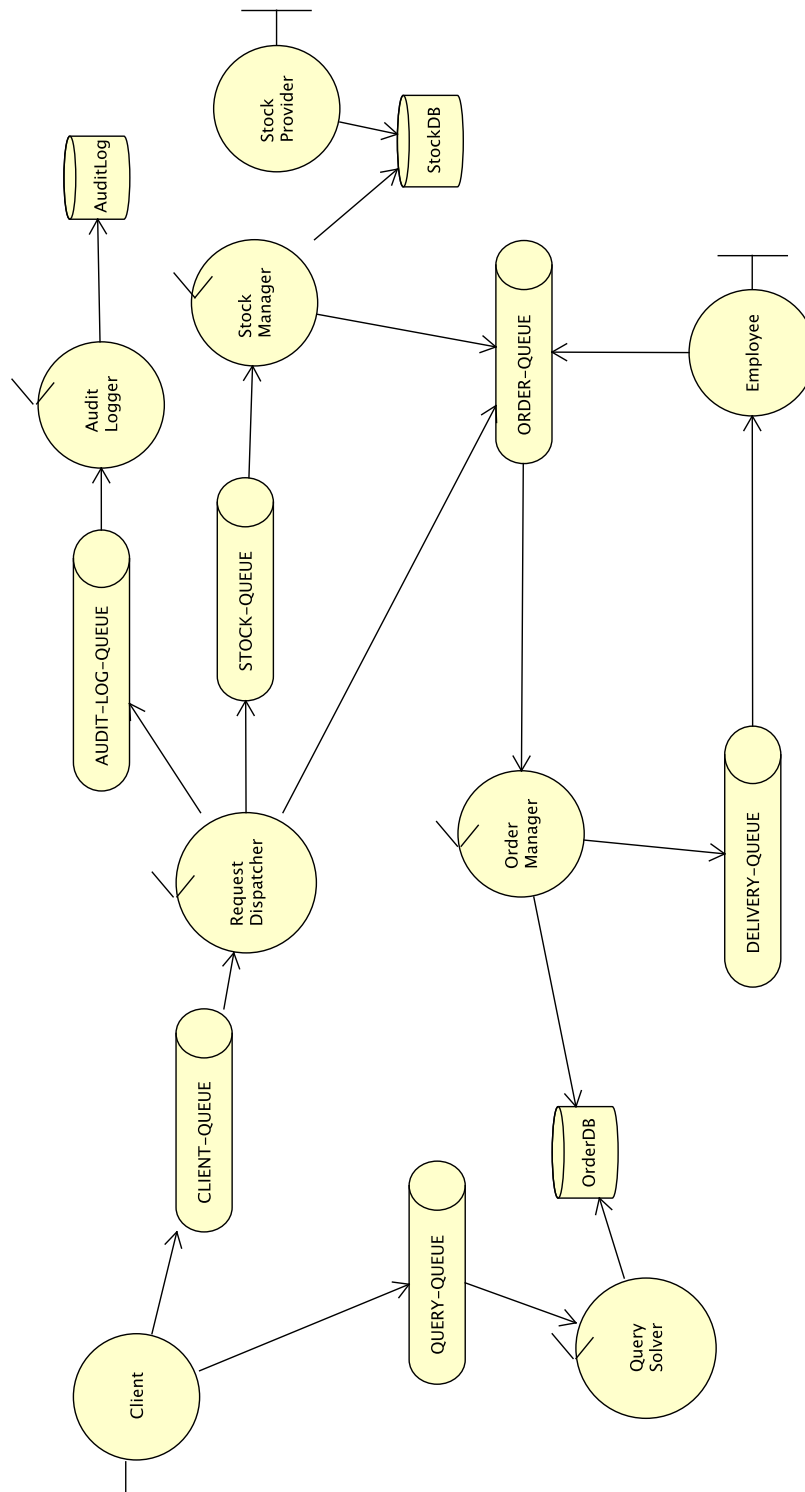 Client
CLIENT-QUEUE
QUERY-QUEUE
Query
Solver
OrderDB
Request
Dispatcher
AUDIT-LOG-QUEUE
STOCK-QUEUE
Order
Manager
DELIVERY-QUEUE
Audit
Logger
AuditLog
Stock
Manager
ORDER-QUEUE
Employee
Stock
Provider
StockDB